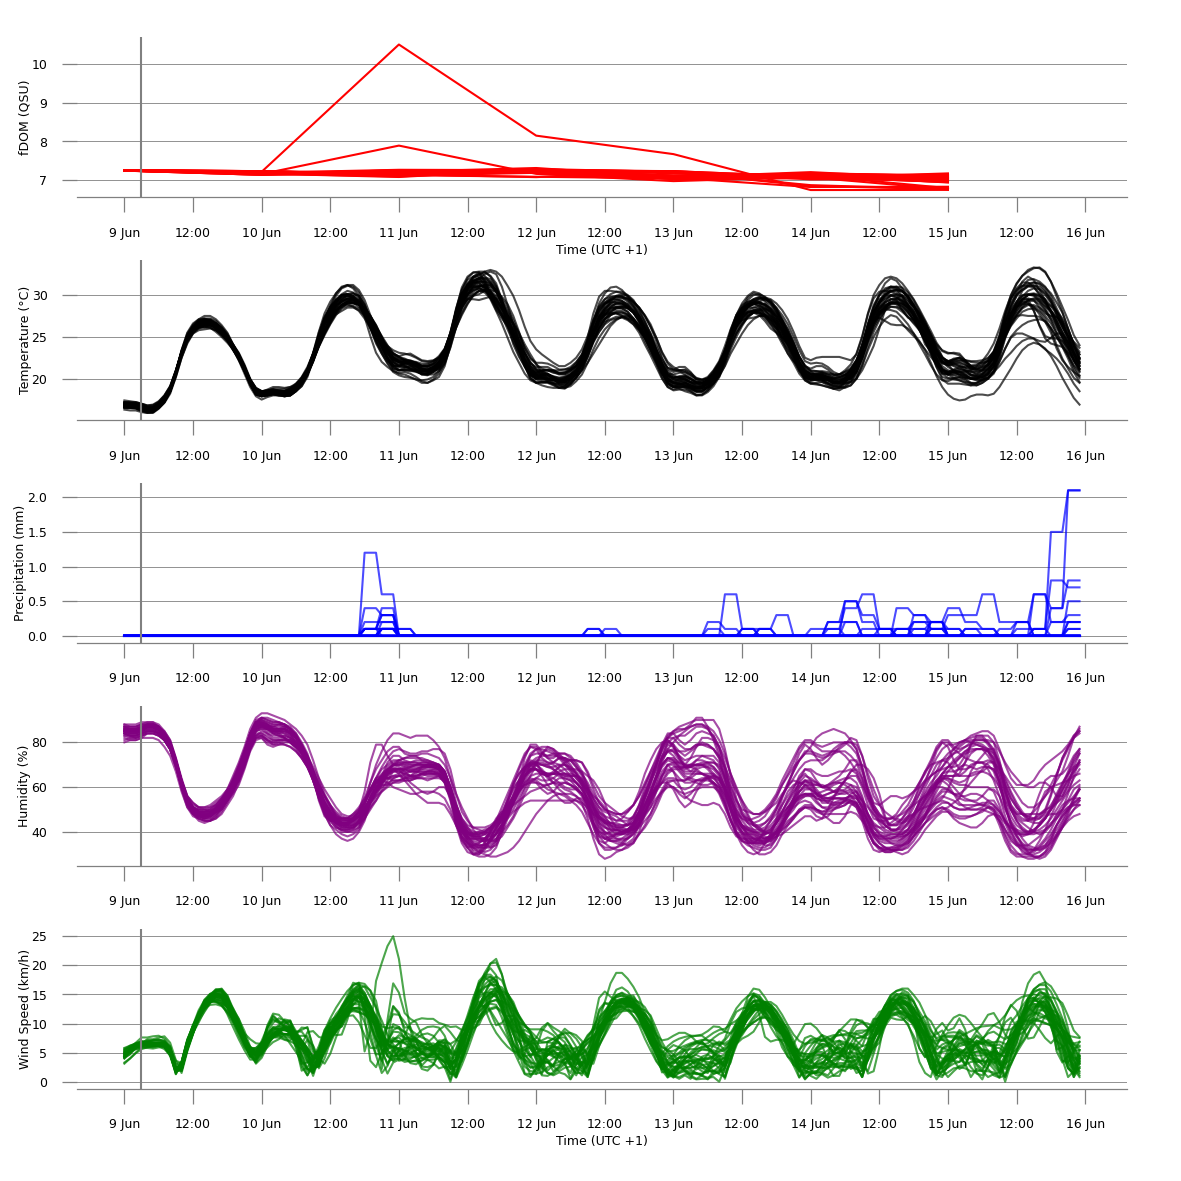 fDOM (QSU)
10
9
8
7
9 Jun 12:00 10 Jun 12:00 11 Jun 12:00 12 Jun 12:00 13 Jun 12:00 14 Jun 12:00 15 Jun 12:00 16 Jun
Time (UTC +1)
Temperature (°C)
30
25
20
9 Jun 12:00 10 Jun 12:00 11 Jun 12:00 12 Jun 12:00 13 Jun 12:00 14 Jun 12:00 15 Jun 12:00 16 Jun
Precipitation (mm)
2.0
1.5
1.0
0.5
0.0
9 Jun 12:00 10 Jun 12:00 11 Jun 12:00 12 Jun 12:00 13 Jun 12:00 14 Jun 12:00 15 Jun 12:00 16 Jun
Humidity (%)
80
60
40
9 Jun 12:00 10 Jun 12:00 11 Jun 12:00 12 Jun 12:00 13 Jun 12:00 14 Jun 12:00 15 Jun 12:00 16 Jun
Wind Speed (km/h)
25
20
15
10
5
0
9 Jun 12:00 10 Jun 12:00 11 Jun 12:00 12 Jun 12:00 13 Jun 12:00 14 Jun 12:00 15 Jun 12:00 16 Jun
Time (UTC +1)